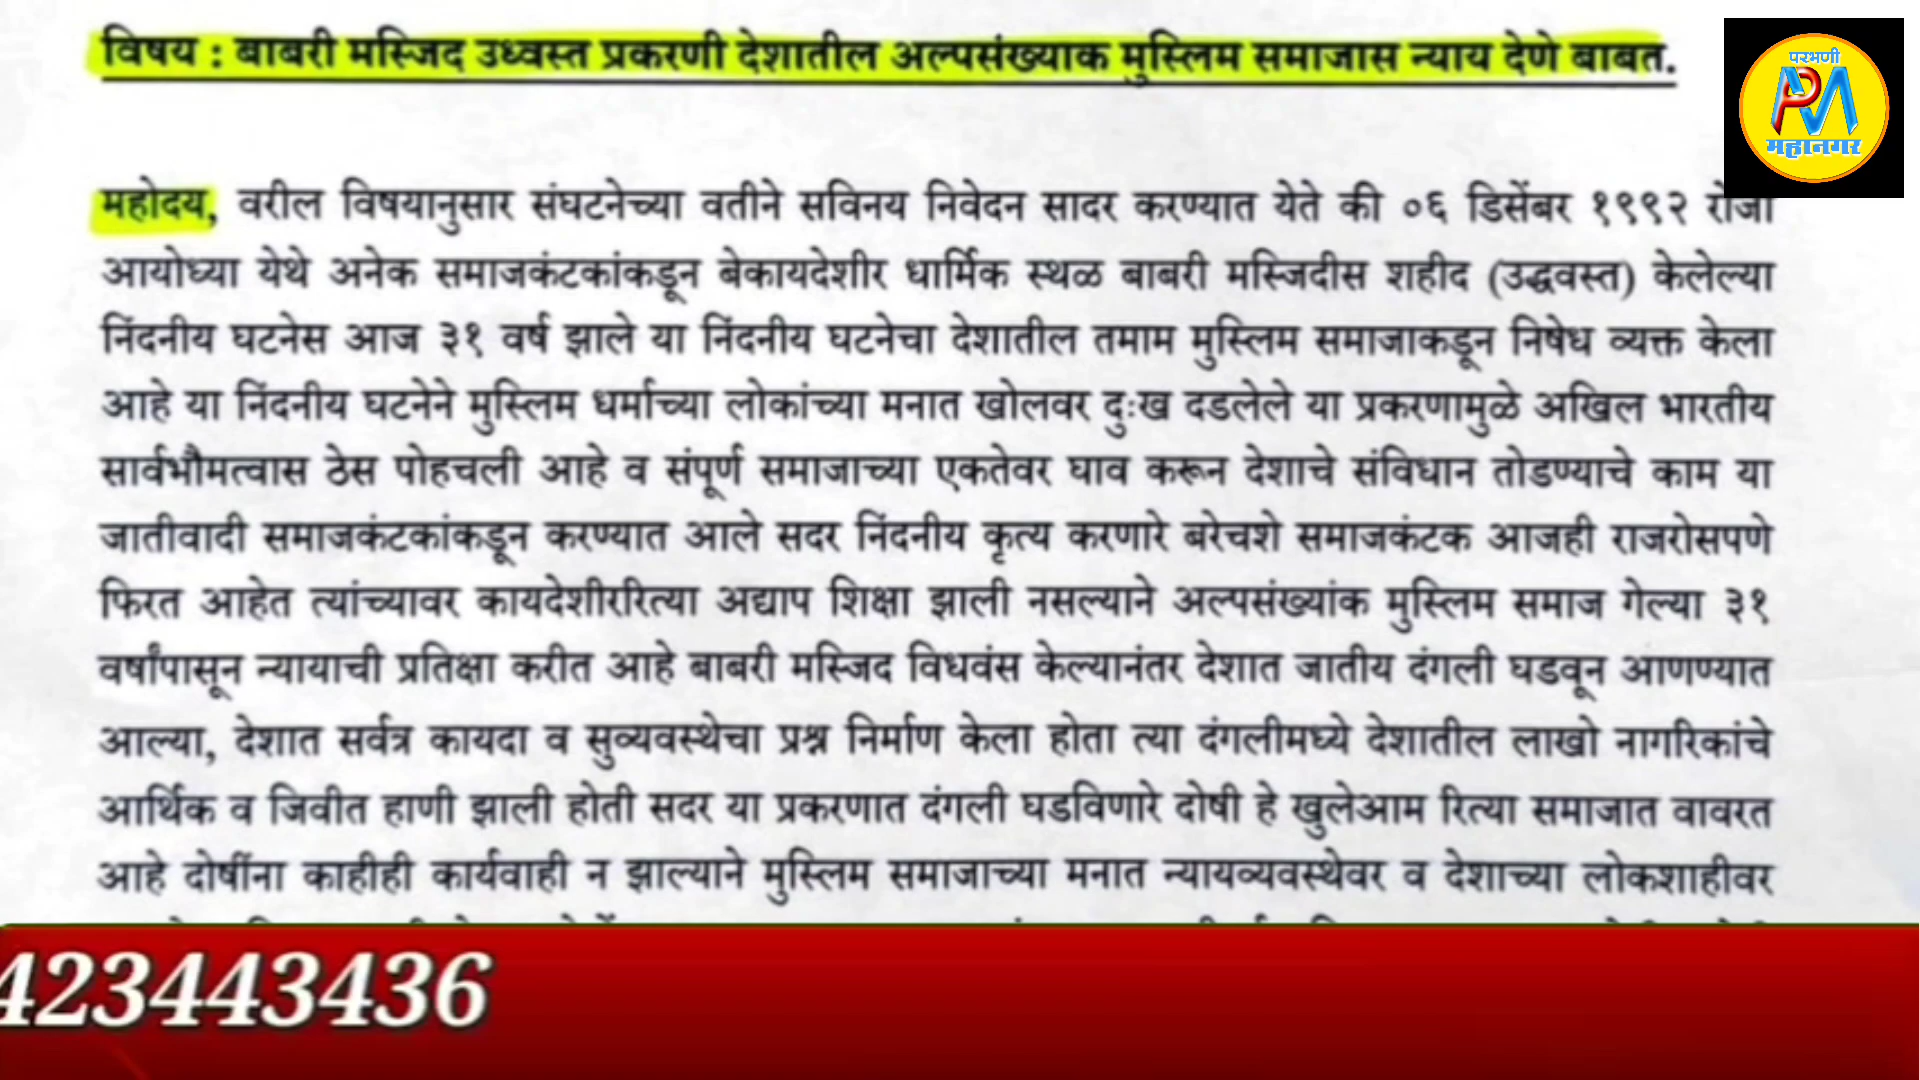 विषय : बाबरी मस्जिद उध्वस्त प्रकरणी देशातील अल्पसंख्याक मुस्लिम समाजास न्याय देणे बाबत.
परभणी
PM
महानगर
महोदय, वरील विषयानुसार संघटनेच्या वतीने सविनय निवेदन सादर करण्यात येते की ०६ डिसेंबर १९९२ रोजी
आयोध्या येथे अनेक समाजकंटकांकडून बेकायदेशीर धार्मिक स्थळ बाबरी मस्जिदीस शहीद (उद्धवस्त) केलेल्या
निंदनीय घटनेस आज ३१ वर्ष झाले या निंदनीय घटनेचा देशातील तमाम मुस्लिम समाजाकडून निषेध व्यक्त केला
आहे या निंदनीय घटनेने मुस्लिम धर्माच्या लोकांच्या मनात खोलवर दुःख दडलेले या प्रकरणामुळे अखिल भारतीय
सार्वभौमत्वास ठेस पोहचली आहे व संपूर्ण समाजाच्या एकतेवर घाव करून देशाचे संविधान तोडण्याचे काम या
जातीवादी समाजकंटकांकडून करण्यात आले सदर निंदनीय कृत्य करणारे बरेचशे समाजकंटक आजही राजरोसपणे
फिरत आहेत त्यांच्यावर कायदेशीररित्या अद्याप शिक्षा झाली नसल्याने अल्पसंख्यांक मुस्लिम समाज गेल्या ३१
वर्षांपासून न्यायाची प्रतिक्षा करीत आहे बाबरी मस्जिद विधवंस केल्यानंतर देशात जातीय दंगली घडवून आणण्यात
आल्या, देशात सर्वत्र कायदा व सुव्यवस्थेचा प्रश्न निर्माण केला होता त्या दंगलीमध्ये देशातील लाखो नागरिकांचे
आर्थिक व जिवीत हाणी झाली होती सदर या प्रकरणात दंगली घडविणारे दोषी हे खुलेआम रित्या समाजात वावरत
आहे दोषींना काहीही कार्यवाही न झाल्याने मुस्लिम समाजाच्या मनात न्यायव्यवस्थेवर व देशाच्या लोकशाहीवर
423443436